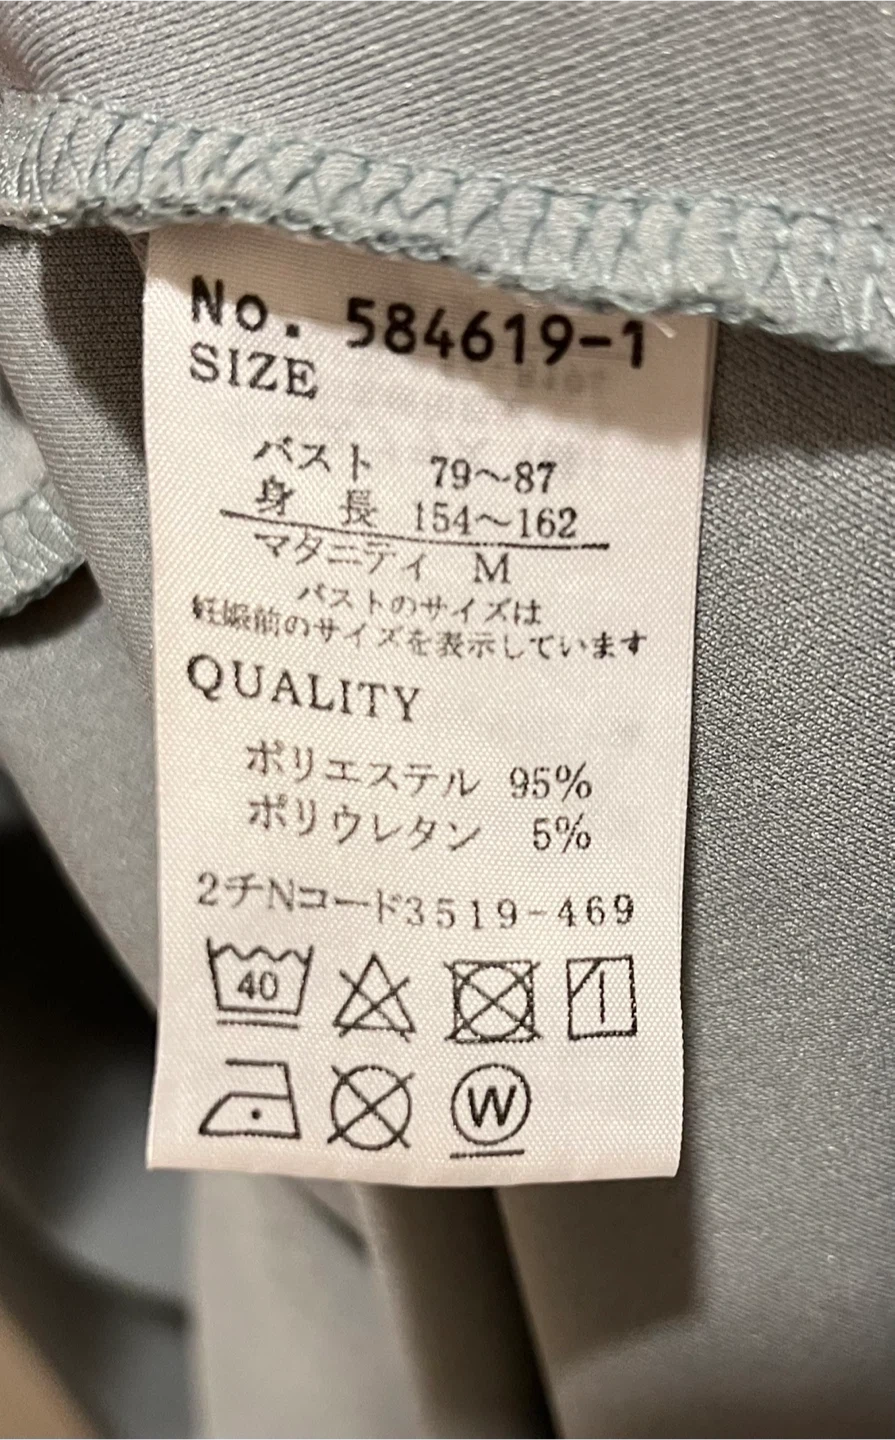 No. 584619-1
SIZE
バスト 79〜87
身長 154〜162
マタニティ M
バストのサイズは
妊娠前のサイズを表示しています
QUALITY
ポリエステル 95%
ポリウレタン 5%
2チNコード3519-469
40
W